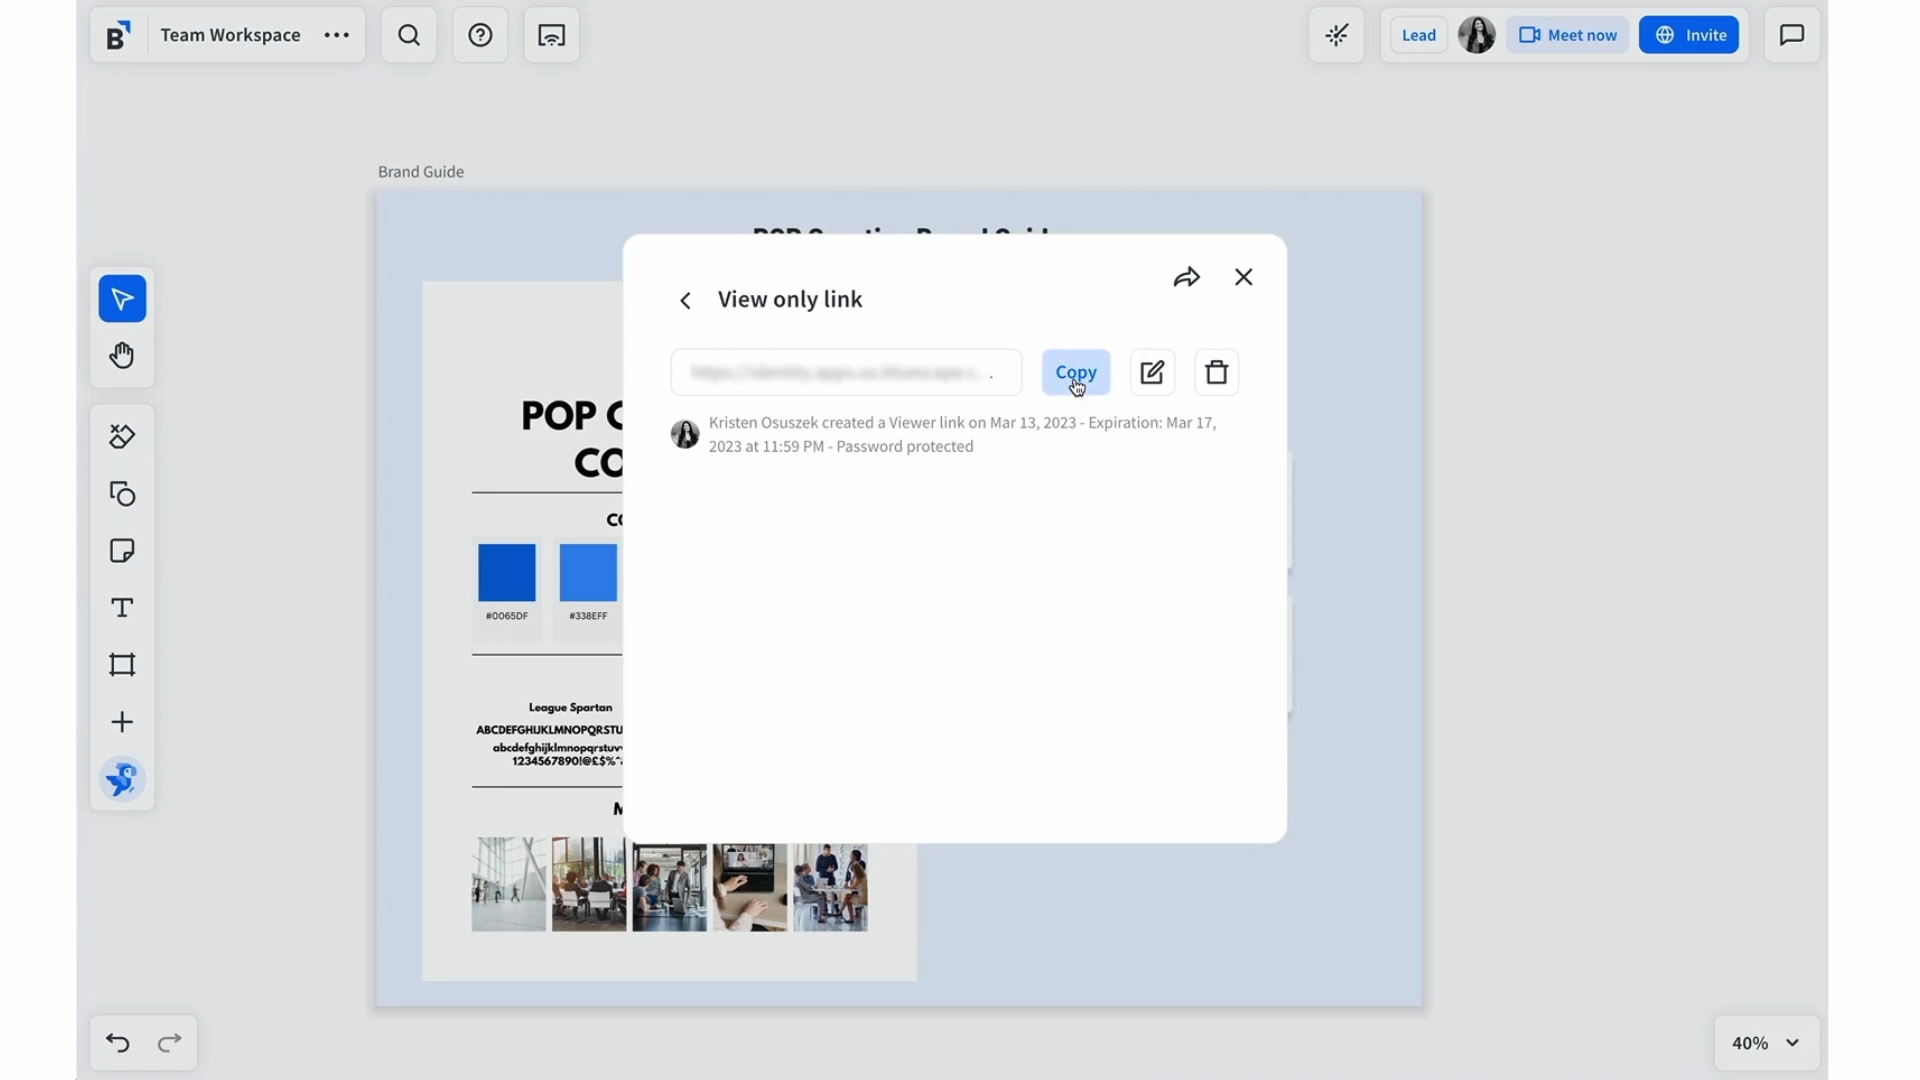 B Team Workspace
Lead Meet now Invite
Brand Guide
View only link
Copy
Kristen Osuszek created a Viewer link on Mar 13, 2023 - Expiration: Mar 17,
2023 at 11:59 PM - Password protected
POP C
CO
CO
#0065DF #338EFF
League Spartan
ABCDEFGHIJKLMNOPQRSTU
abcdefghijklmnopqrstuv
1234567890!@£$%^
M
40%